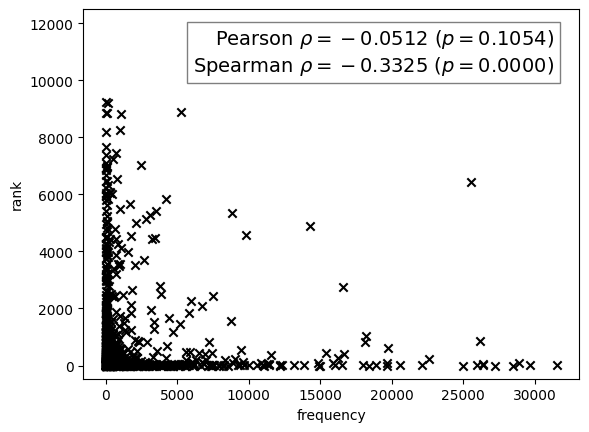 Pearson ρ = −0.0512 (p = 0.1054)
Spearman ρ = −0.3325 (p = 0.0000)
12000
10000
8000
6000
4000
2000
0
rank
0 5000 10000 15000 20000 25000 30000
frequency